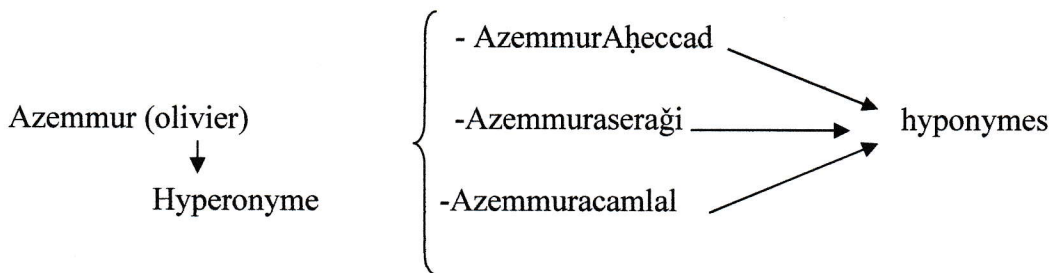 - AzemmurAḥeccad
Azemmur (olivier)
-Azemmuraseraği
hyponymes
Hyperonyme
-Azemmuracamlal